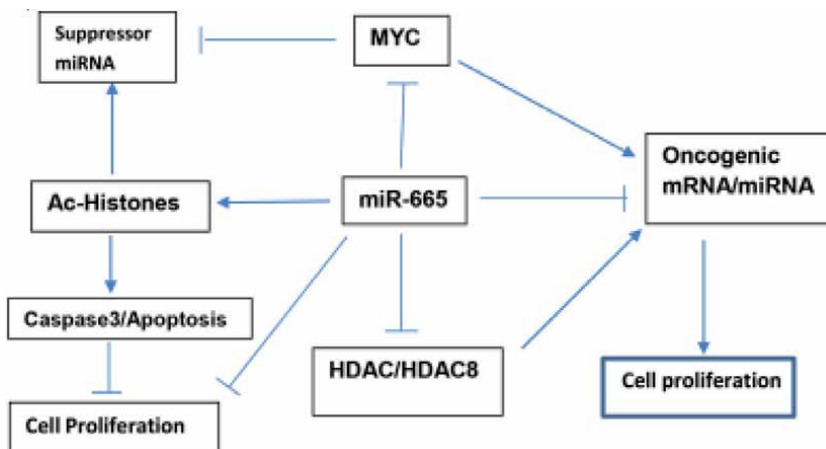 Suppressor
miRNA
MYC
Oncogenic
mRNA/miRNA
Ac-Histones
miR-665
Caspase3/Apoptosis
HDAC/HDAC8
Cell proliferation
Cell Proliferation